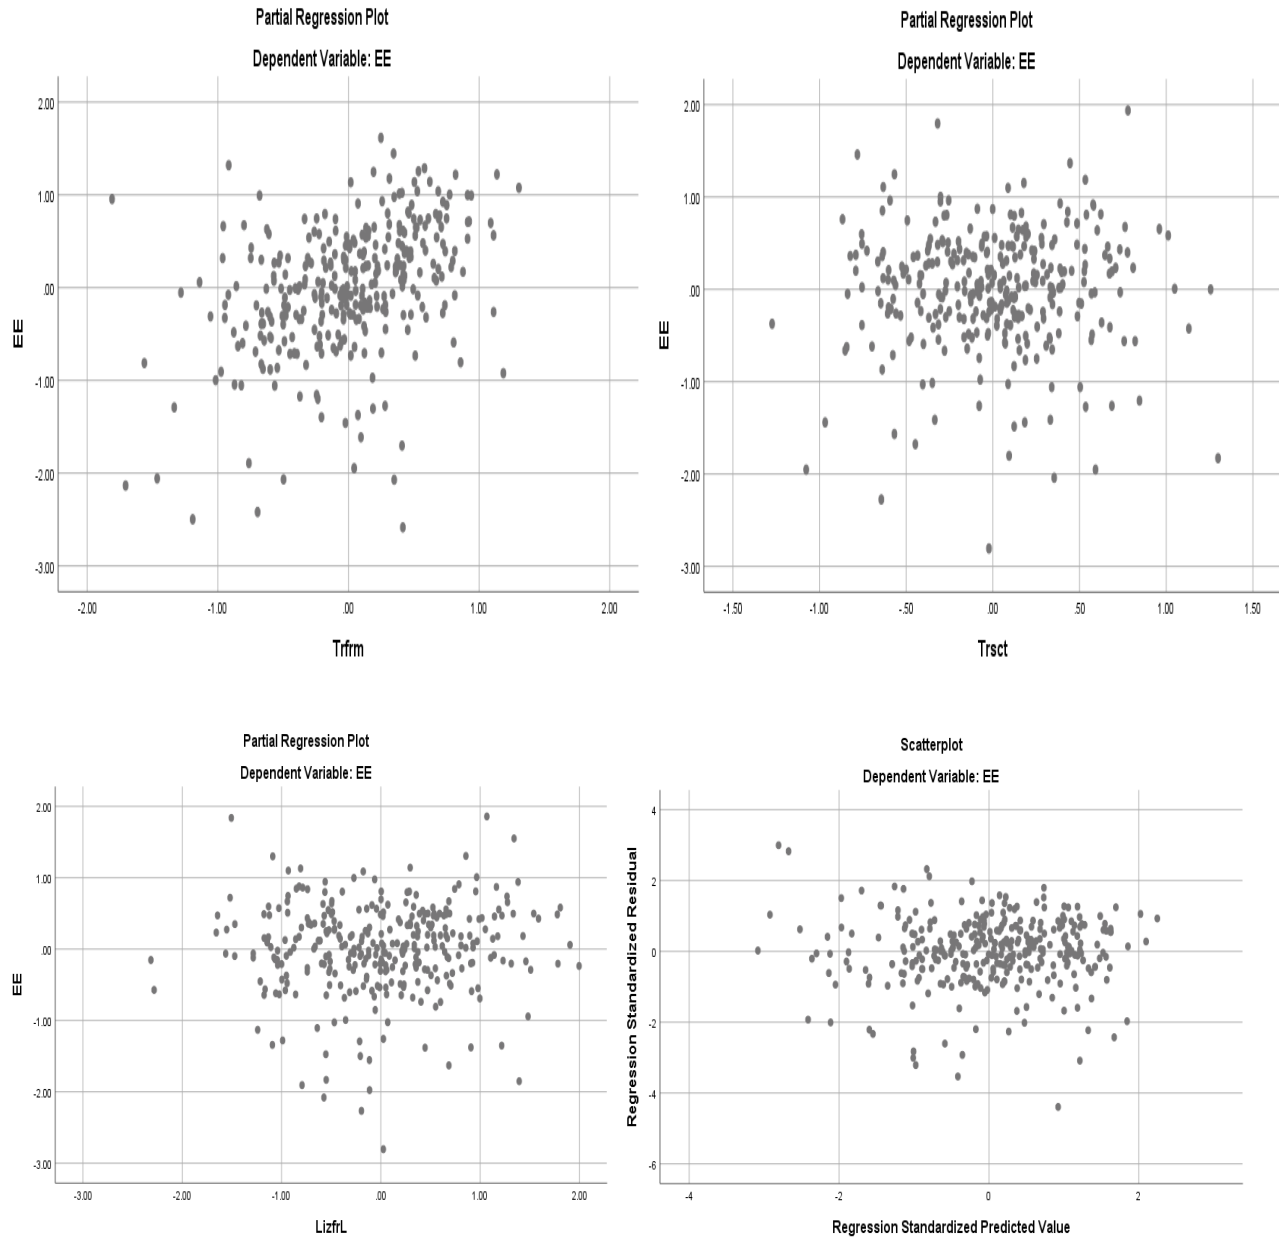 Partial Regression Plot
Dependent Variable: EE
2.00
1.00
.00
-1.00
-2.00
-3.00
EE
-2.00 -1.00 .00 1.00 2.00
Trfrm
Partial Regression Plot
Dependent Variable: EE
2.00
1.00
.00
-1.00
-2.00
-3.00
EE
-1.50 -1.00 -.50 .00 .50 1.00 1.50
Trsct
Partial Regression Plot
Dependent Variable: EE
2.00
1.00
.00
-1.00
-2.00
-3.00
EE
-3.00 -2.00 -1.00 .00 1.00 2.00
LizfrL
Scatterplot
Dependent Variable: EE
4
2
0
-2
-4
-6
Regression Standardized Residual
-4 -2 0 2
Regression Standardized Predicted Value